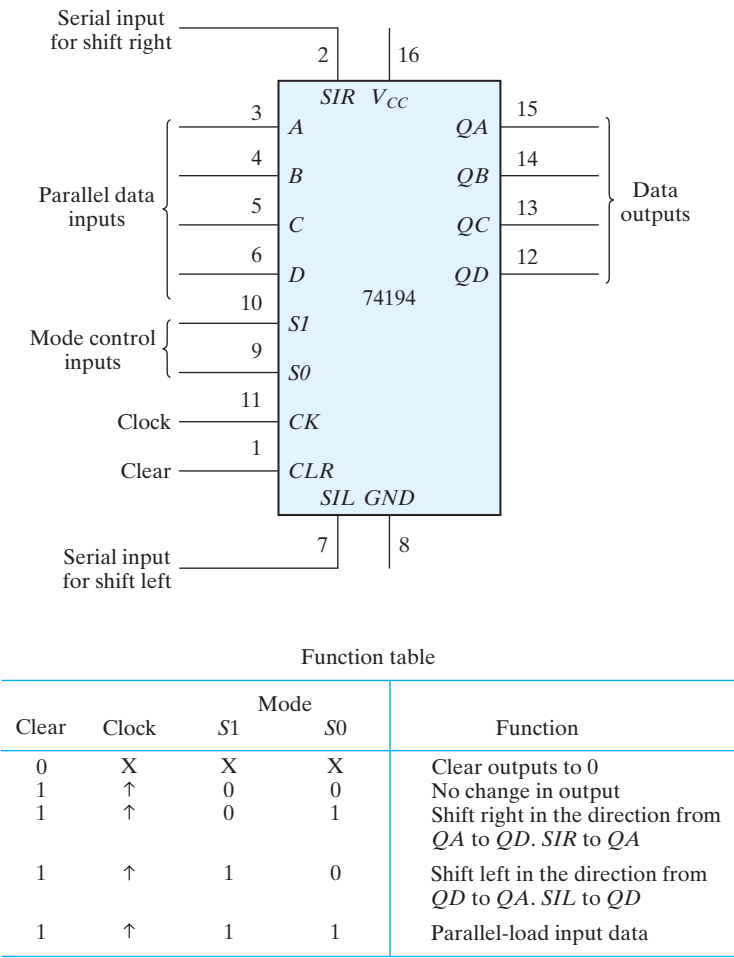 Serial input
for shift right
2
16
SIR VCC
3
A
QA
15
4
B
QB
14
Parallel data
inputs
Data
outputs
5
C
QC
13
6
D
QD
12
74194
10
S1
Mode control
inputs
9
S0
11
Clock
CK
1
Clear
CLR
SIL GND
7
8
Serial input
for shift left
Function table
Mode
Clear Clock S1 S0 Function
0 X X X Clear outputs to 0
1 ↑ 0 0 No change in output
1 ↑ 0 1 Shift right in the direction from
QA to QD. SIR to QA
1 ↑ 1 0 Shift left in the direction from
QD to QA. SIL to QD
1 ↑ 1 1 Parallel-load input data